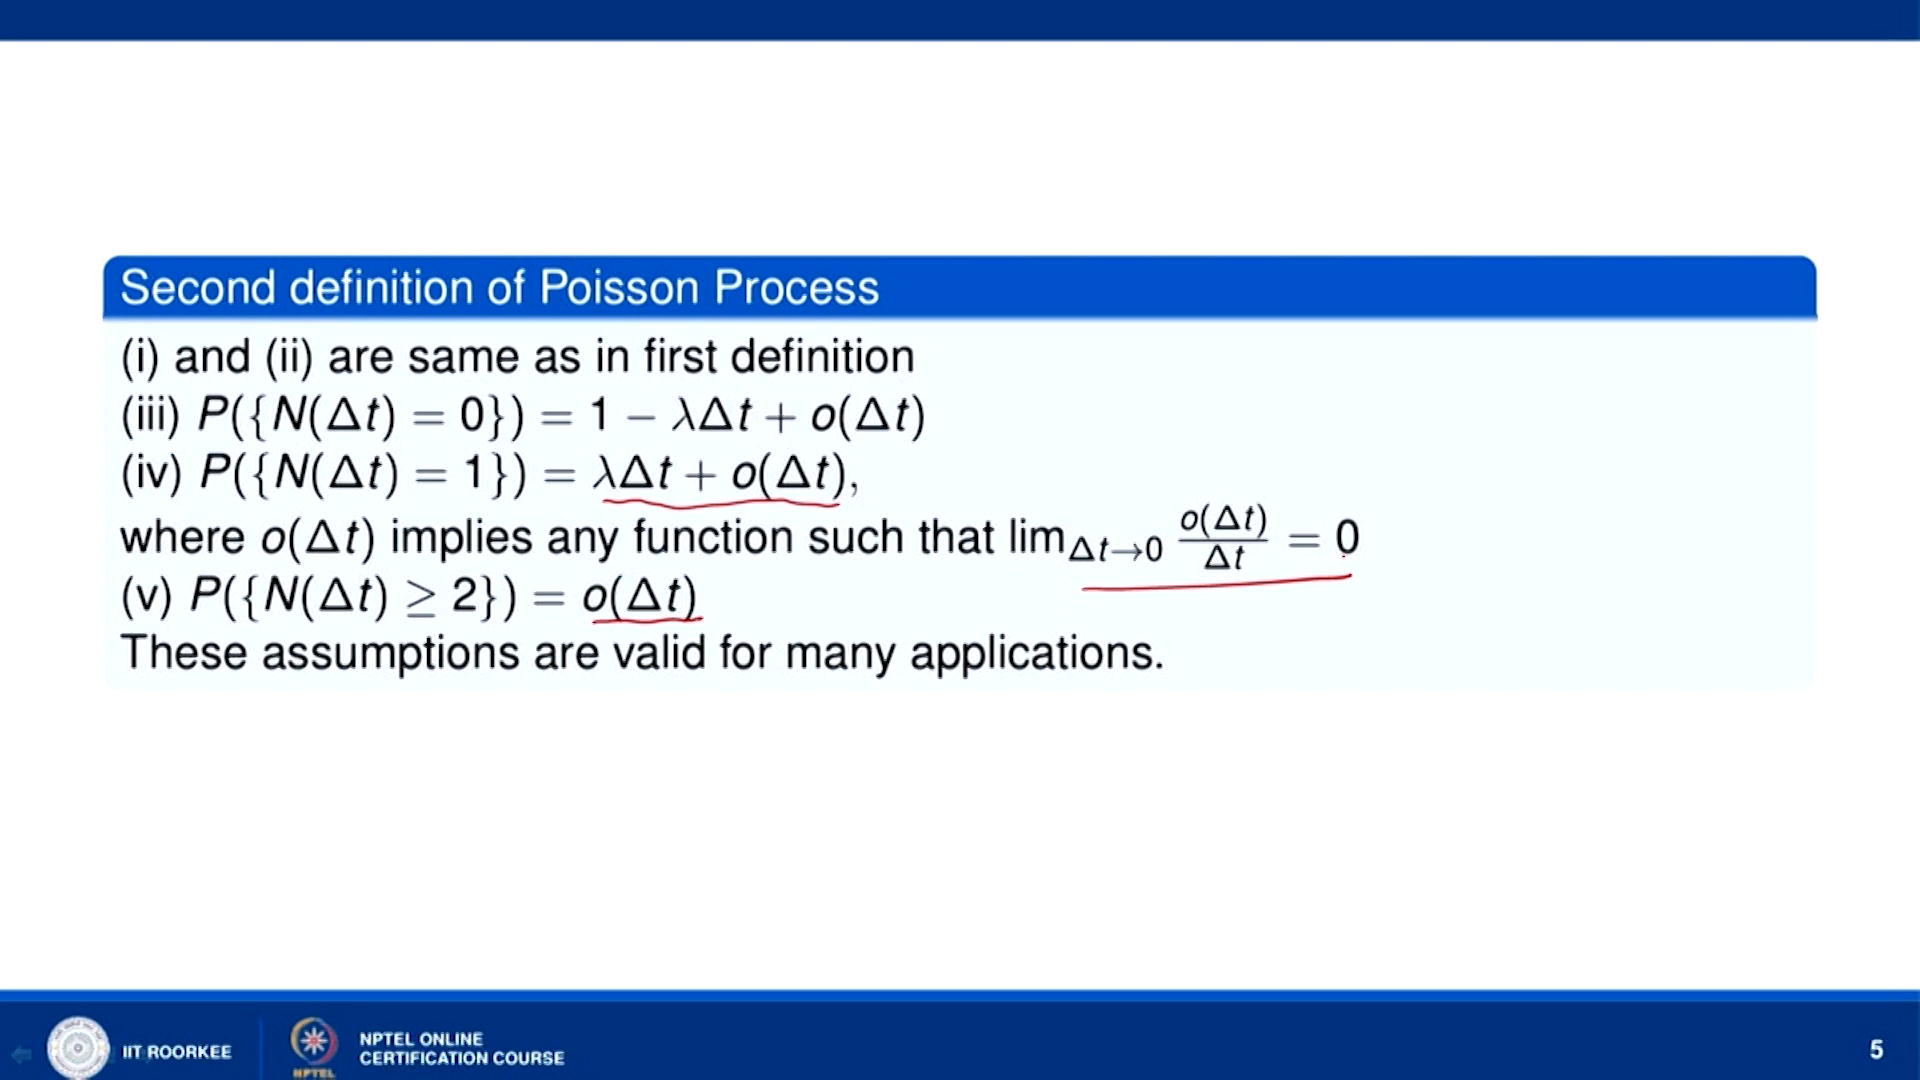 Second definition of Poisson Process
(i) and (ii) are same as in first definition
(iii) P({N(Δt) = 0}) = 1 − λΔt + o(Δt)
(iv) P({N(Δt) = 1}) = λΔt + o(Δt),
where o(Δt) implies any function such that lim_{Δt→0} \frac{o(Δt)}{Δt} = 0
(v) P({N(Δt) ≥ 2}) = o(Δt)
These assumptions are valid for many applications.
IIT ROORKEE
NPTEL
NPTEL ONLINE
CERTIFICATION COURSE
5